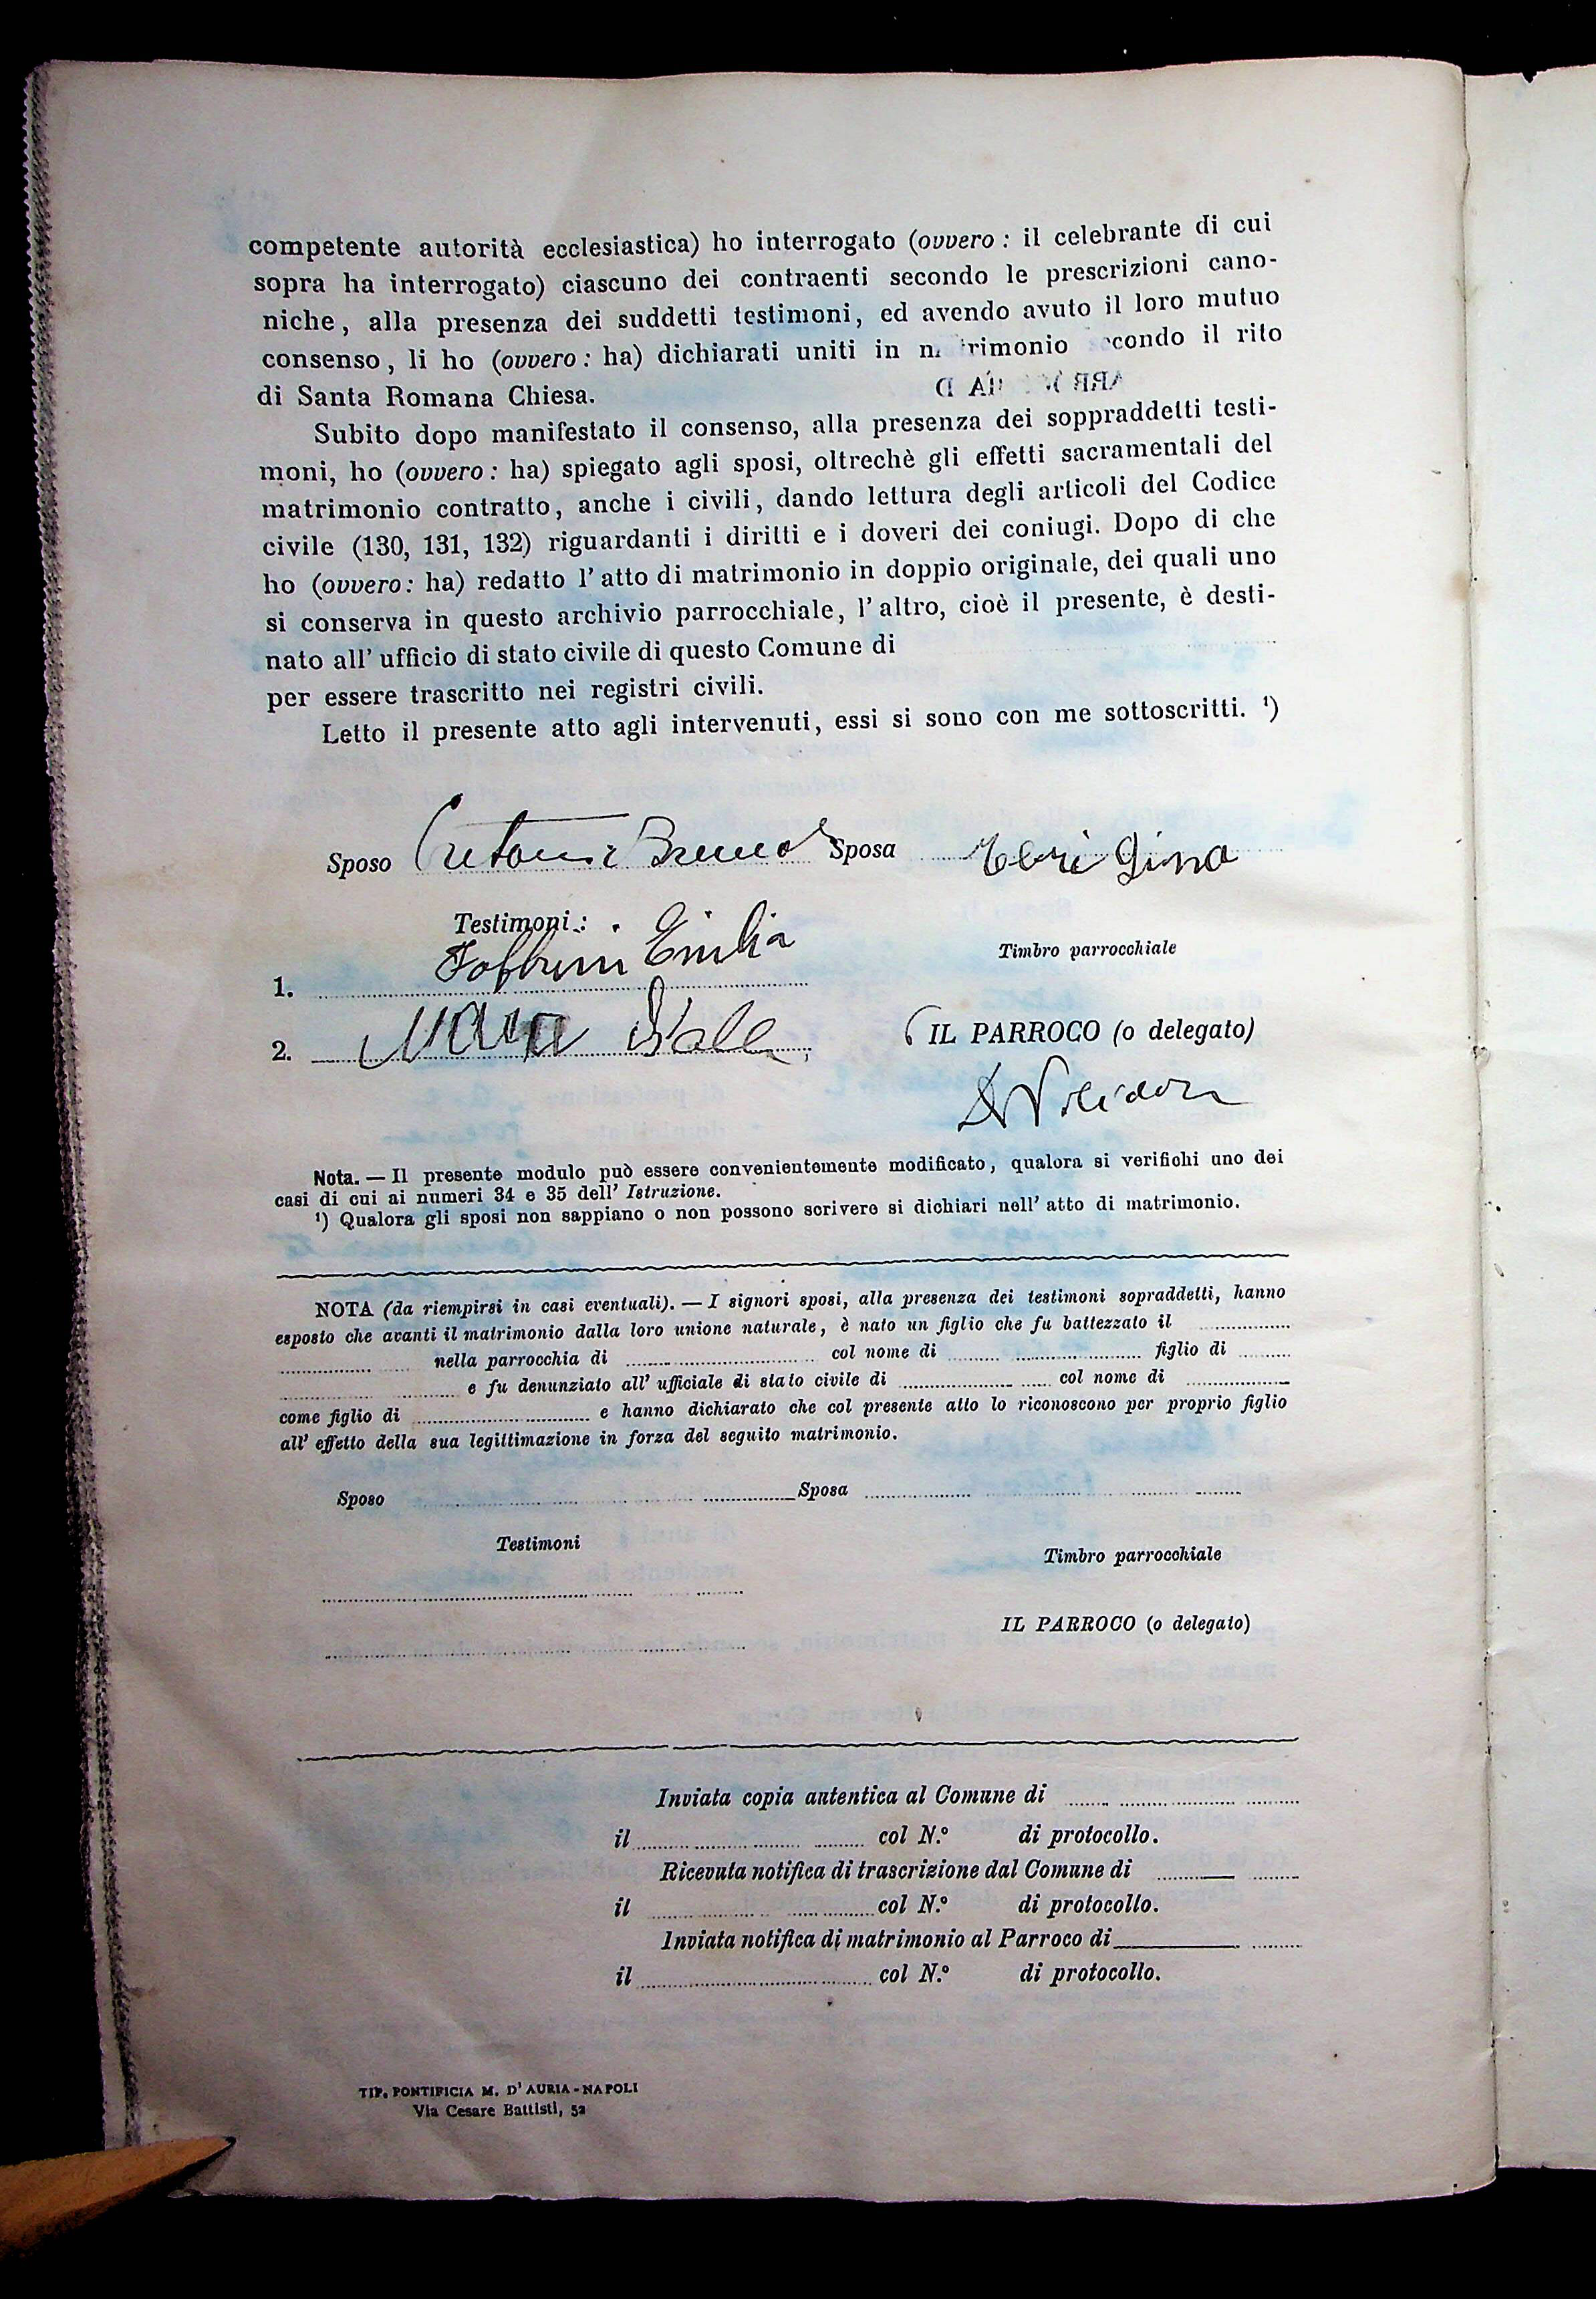 competente autorità ecclesiastica) ho interrogato (ovvero : il celebrante di cui
sopra ha interrogato) ciascuno dei contraenti secondo le prescrizioni cano-
niche, alla presenza dei suddetti testimoni, ed avendo avuto il loro mutuo
consenso, li ho (ovvero : ha) dichiarati uniti in matrimonio secondo il rito
di Santa Romana Chiesa.
Subito dopo manifestato il consenso, alla presenza dei soppraddetti testi-
moni, ho (ovvero : ha) spiegato agli sposi, oltrechè gli effetti sacramentali del
matrimonio contratto, anche i civili, dando lettura degli articoli del Codice
civile (130, 131, 132) riguardanti i diritti e i doveri dei coniugi. Dopo di che
ho (ovvero : ha) redatto l' atto di matrimonio in doppio originale, dei quali uno
si conserva in questo archivio parrocchiale, l' altro, cioè il presente, è desti-
nato all' ufficio di stato civile di questo Comune di
per essere trascritto nei registri civili.
Letto il presente atto agli intervenuti, essi si sono con me sottoscritti. ¹)
Sposo Bruno Sposa Gina
Testimoni :
Timbro parrocchiale
1. Emilia
2.
IL PARROCO (o delegato)
Nota. — Il presente modulo può essere convenientemente modificato, qualora si verifichi uno dei
casi di cui ai numeri 34 e 35 dell' Istruzione.
¹) Qualora gli sposi non sappiano o non possono scrivere si dichiari nell' atto di matrimonio.
NOTA (da riempirsi in casi eventuali). — I signori sposi, alla presenza dei testimoni sopraddetti, hanno
esposto che avanti il matrimonio dalla loro unione naturale, è nato un figlio che fu battezzato il
nella parrocchia di col nome di figlio di
e fu denunziato all' ufficiale di stato civile di col nome di
come figlio di e hanno dichiarato che col presente atto lo riconoscono per proprio figlio
all' effetto della sua legittimazione in forza del seguito matrimonio.
Sposo Sposa
Testimoni
Timbro parrocchiale
IL PARROCO (o delegato)
Inviata copia autentica al Comune di
il col N.º di protocollo.
Ricevuta notifica di trascrizione dal Comune di
il col N.º di protocollo.
Inviata notifica di matrimonio al Parroco di
il col N.º di protocollo.
TIP. PONTIFICIA M. D' AURIA - NAPOLI
Via Cesare Battisti, 52